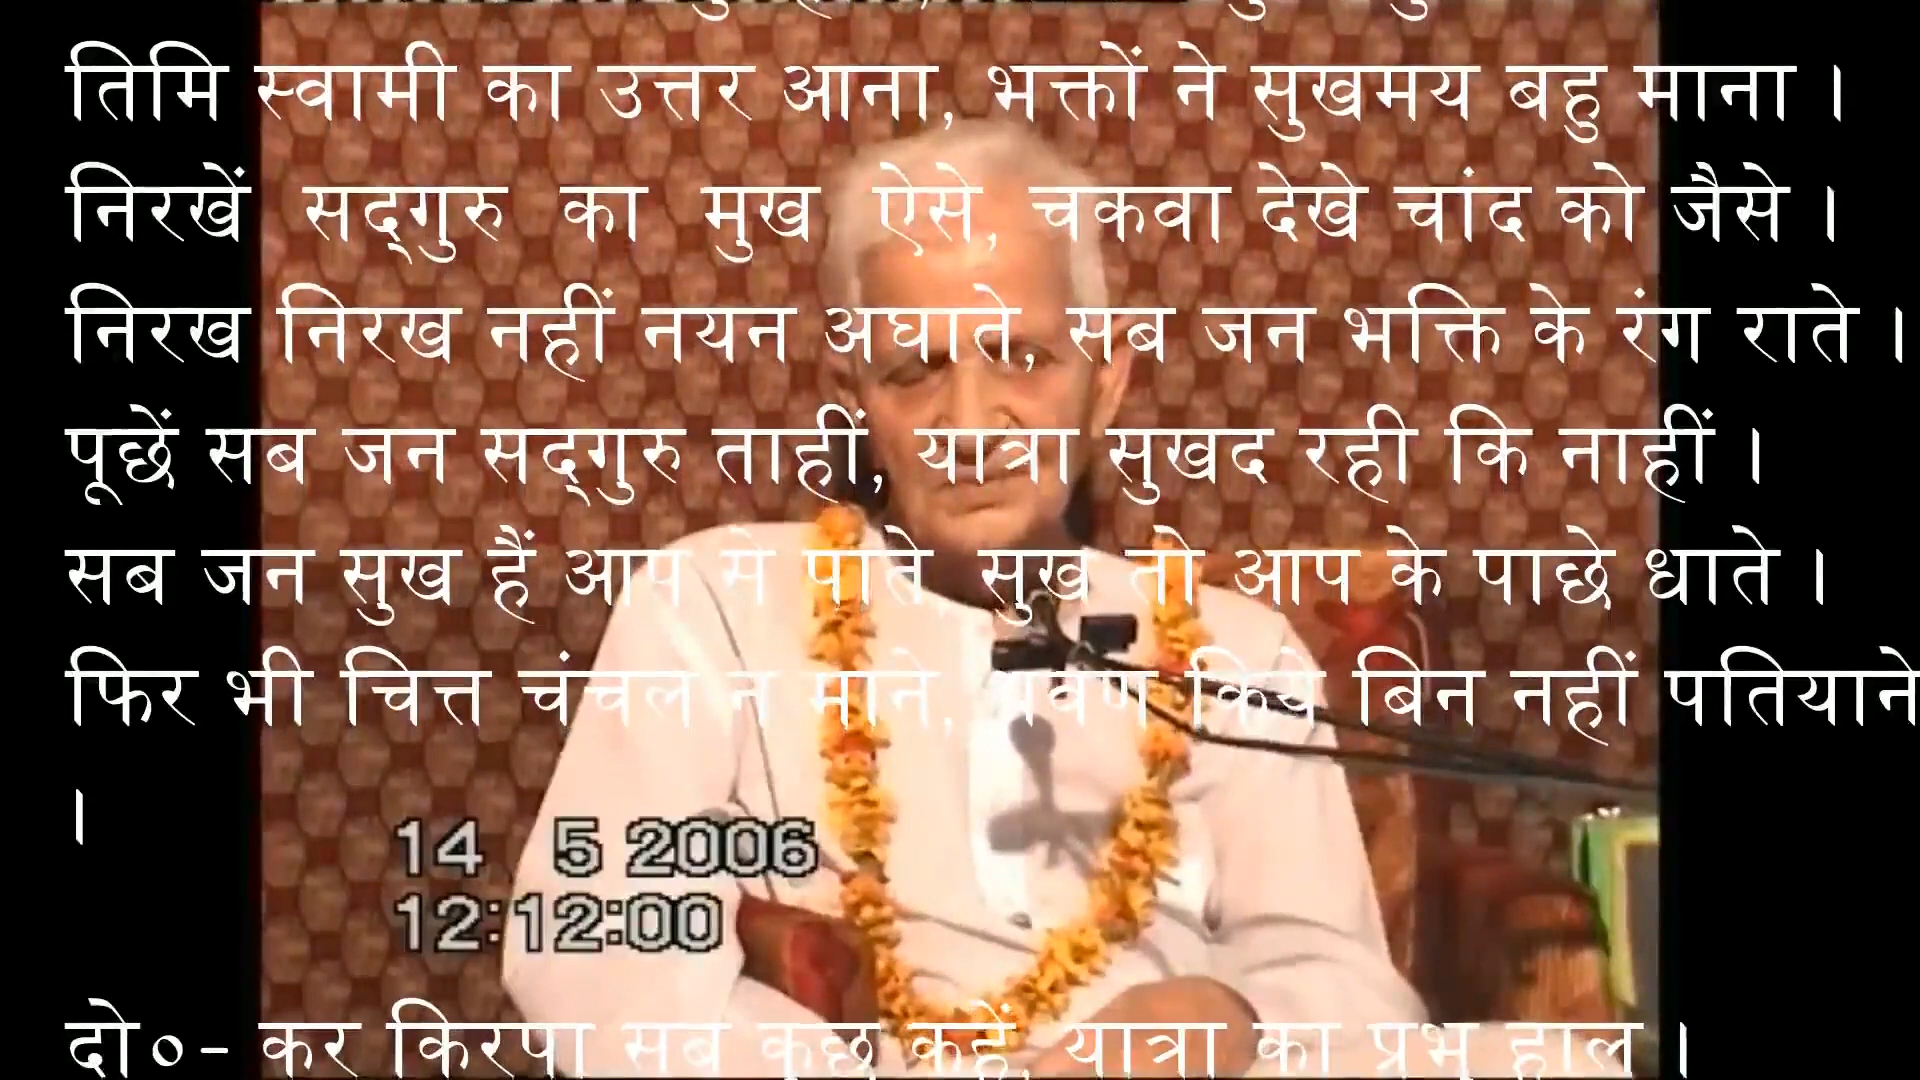 तिमि स्वामी का उत्तर आना, भक्तों ने सुखमय बहु माना ।
निरखें सद्‌गुरु का मुख ऐसे, चकवा देखे चांद को जैसे ।
निरख निरख नहीं नयन अघाते, सब जन भक्ति के रंग राते ।
पूछें सब जन सद्‌गुरु ताहीं, यात्रा सुखद रही कि नाहीं ।
सब जन सुख हैं आप से पाते, सुख तो आप के पाछे धाते ।
फिर भी चित्त चंचल न माने, श्रवण किये बिन नहीं पतियाने
।
14 5 2006
12:12:00
दो०- कर किरपा सब कुछ कहें, यात्रा का प्रभु हाल ।